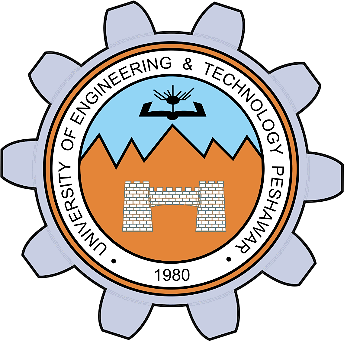 UNIVERSITY OF ENGINEERING & TECHNOLOGY PESHAWAR
1980